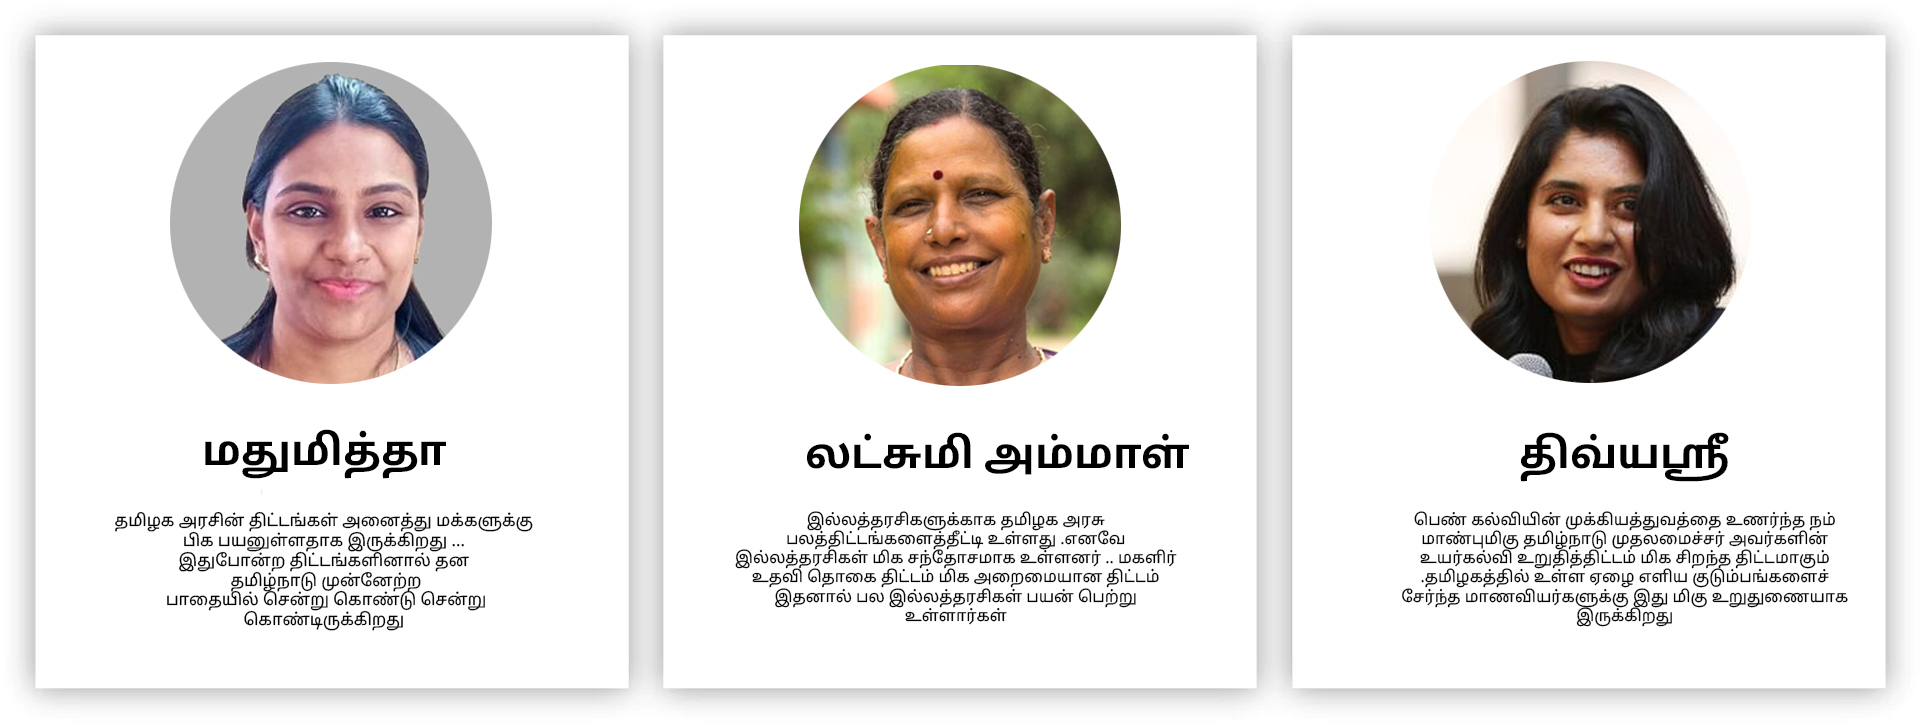 மதுமித்தா
தமிழக அரசின் திட்டங்கள் அனைத்து மக்களுக்கு
பிக பயனுள்ளதாக இருக்கிறது ...
இதுபோன்ற திட்டங்களினால் தன
தமிழ்நாடு முன்னேற்ற
பாதையில் சென்று கொண்டு சென்று
கொண்டிருக்கிறது
லட்சுமி அம்மாள்
இல்லத்தரசிகளுக்காக தமிழக அரசு
பலத்திட்டங்களைத்தீட்டி உள்ளது .எனவே
இல்லத்தரசிகள் மிக சந்தோசமாக உள்ளனர் .. மகளிர்
உதவி தொகை திட்டம் மிக அறைமையான திட்டம்
இதனால் பல இல்லத்தரசிகள் பயன் பெற்று
உள்ளார்கள்
திவ்யஸ்ரீ
பெண் கல்வியின் முக்கியத்துவத்தை உணர்ந்த நம்
மாண்புமிகு தமிழ்நாடு முதலமைச்சர் அவர்களின்
உயர்கல்வி உறுதித்திட்டம் மிக சிறந்த திட்டமாகும்
.தமிழகத்தில் உள்ள ஏழை எளிய குடும்பங்களைச்
சேர்ந்த மாணவியர்களுக்கு இது மிகு உறுதுணையாக
இருக்கிறது